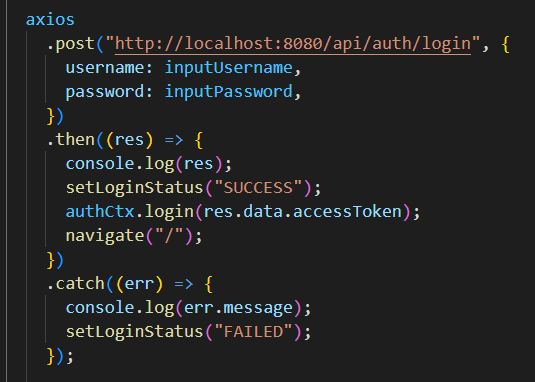 axios
.post("http://localhost:8080/api/auth/login", {
username: inputUsername,
password: inputPassword,
})
.then((res) => {
console.log(res);
setLoginStatus("SUCCESS");
authCtx.login(res.data.accessToken);
navigate("/");
})
.catch((err) => {
console.log(err.message);
setLoginStatus("FAILED");
});